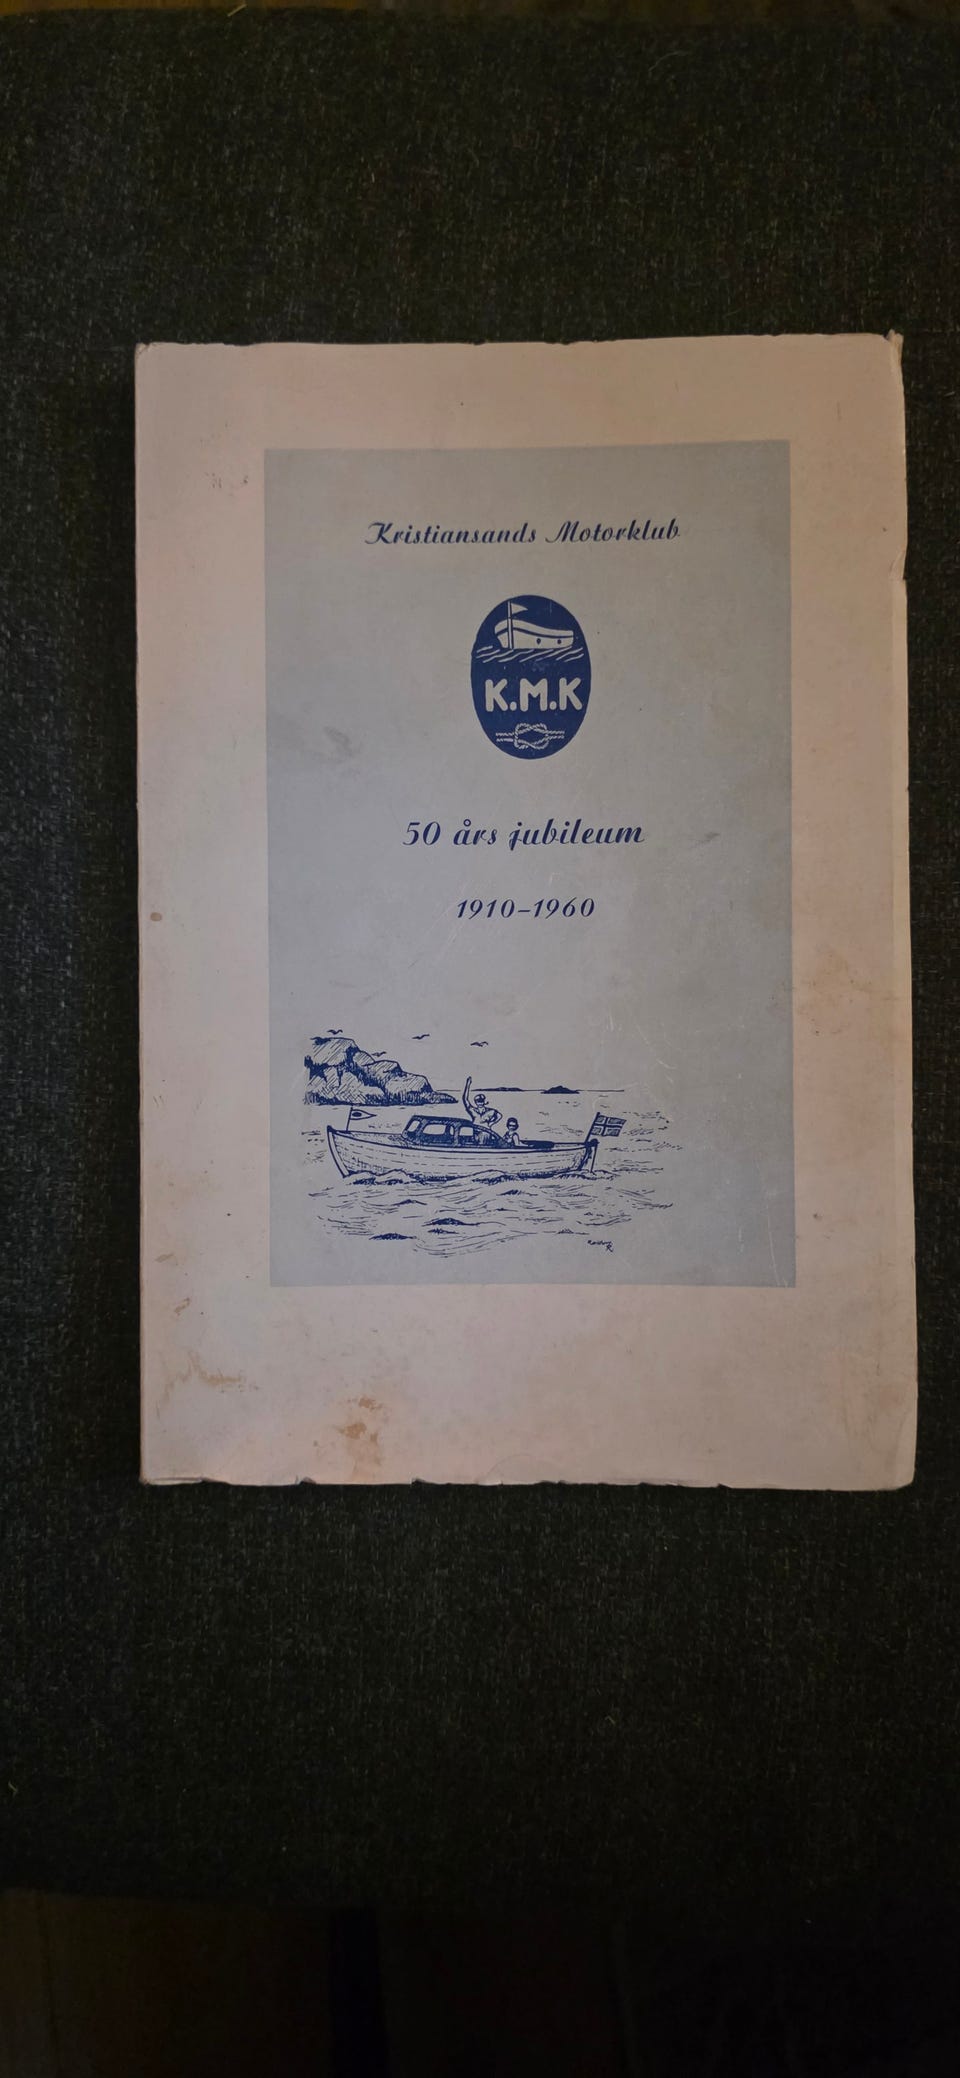 Kristiansands Motorklub
K.M.K
50 års jubileum
1910-1960